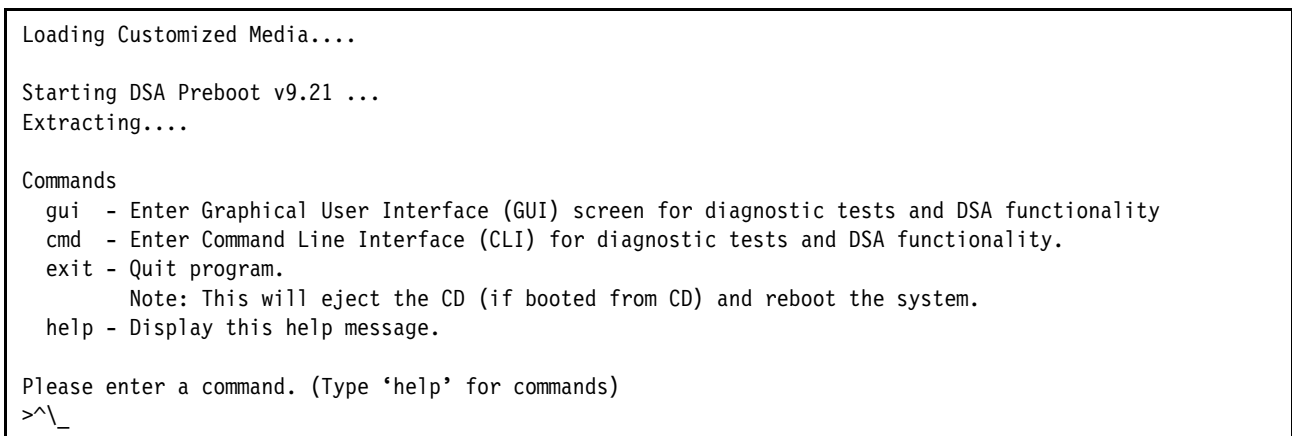 Loading Customized Media....
Starting DSA Preboot v9.21 ...
Extracting....
Commands
gui - Enter Graphical User Interface (GUI) screen for diagnostic tests and DSA functionality
cmd - Enter Command Line Interface (CLI) for diagnostic tests and DSA functionality.
exit - Quit program.
Note: This will eject the CD (if booted from CD) and reboot the system.
help - Display this help message.
Please enter a command. (Type ‘help’ for commands)
>^\_